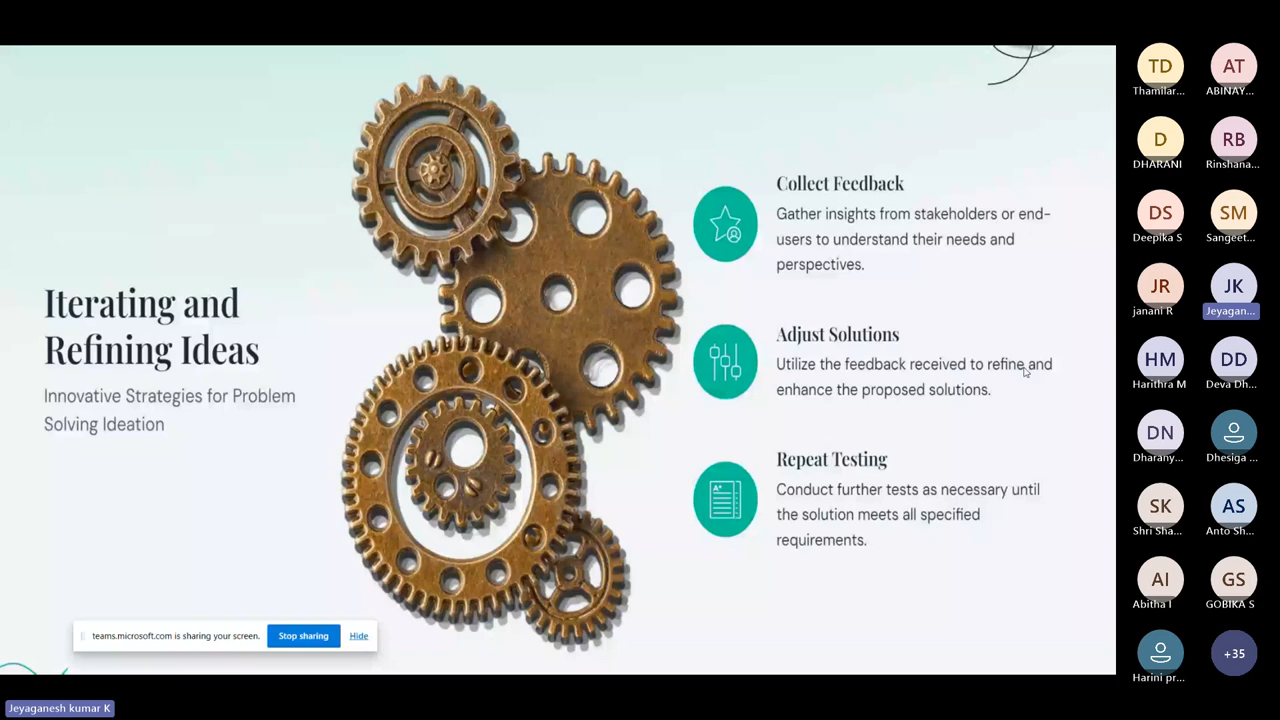 Iterating and
Refining Ideas
Innovative Strategies for Problem
Solving Ideation
Collect Feedback
Gather insights from stakeholders or end-
users to understand their needs and
perspectives.
Adjust Solutions
Utilize the feedback received to refine and
enhance the proposed solutions.
A+
Repeat Testing
Conduct further tests as necessary until
the solution meets all specified
requirements.
teams.microsoft.com is sharing your screen.
Stop sharing
Hide
Jeyaganesh kumar K
TD
Thamilar...
AT
ABINAY...
D
DHARANI
RB
Rinshana...
DS
Deepika S
SM
Sangeet...
JR
janani R
JK
Jeyagan...
HM
Harithra M
DD
Deva Dh...
DN
Dharany...
Dhesiga ...
SK
Shri Sha...
AS
Anto Sh...
AI
Abitha I
GS
GOBIKA S
Harini pr...
+35